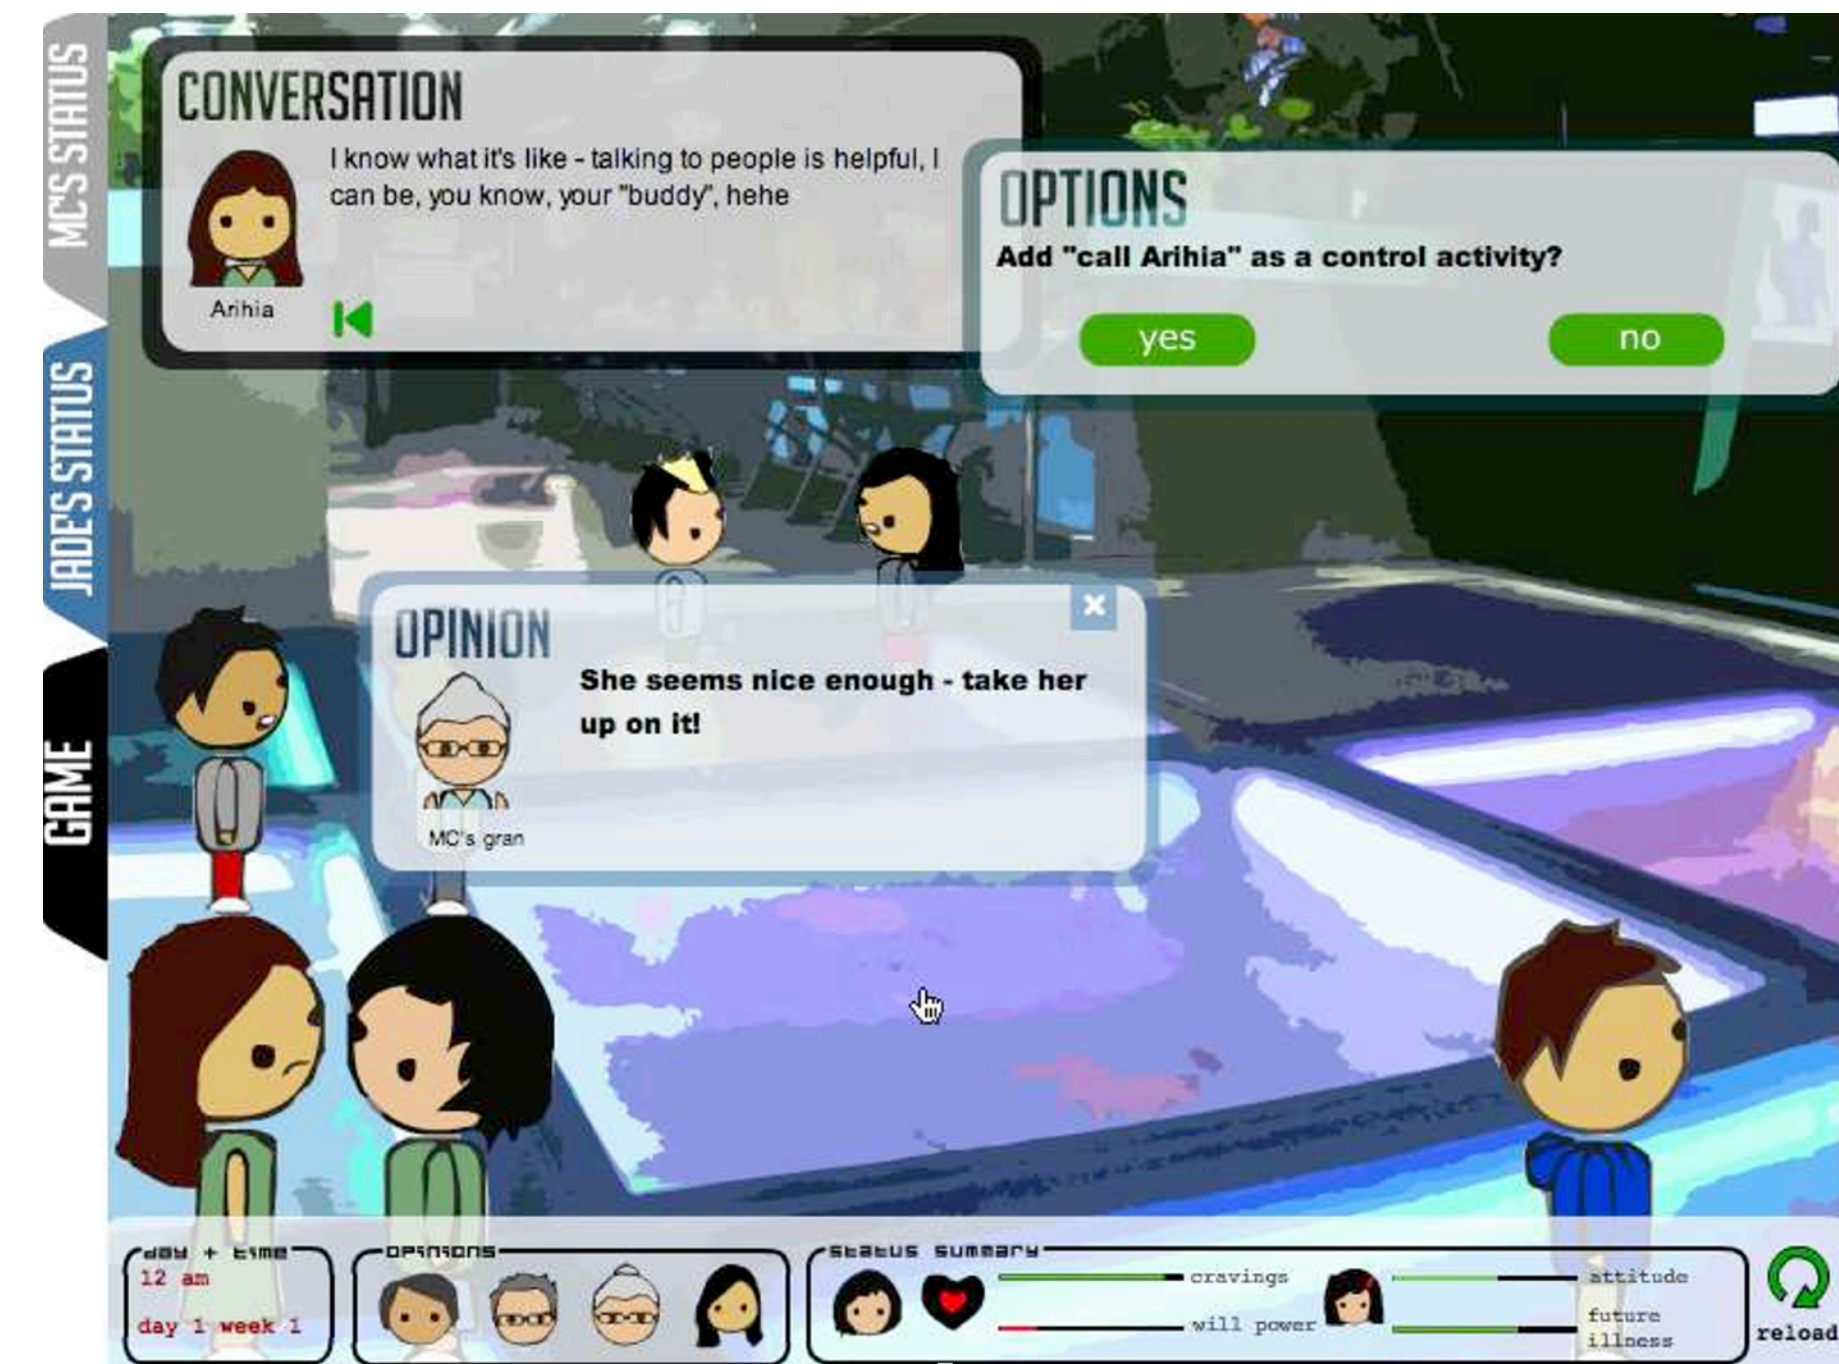 MC'S STATUS
JADES STATUS
GAME
CONVERSATION
I know what it's like - talking to people is helpful, I
can be, you know, your "buddy", hehe
Arihia
OPTIONS
Add "call Arihia" as a control activity?
yes
no
OPINION
She seems nice enough - take her
up on it!
MC's gran
day + time
12 am
day 1 week 1
opinions
status summary
cravings
will power
attitude
future
illness
reload